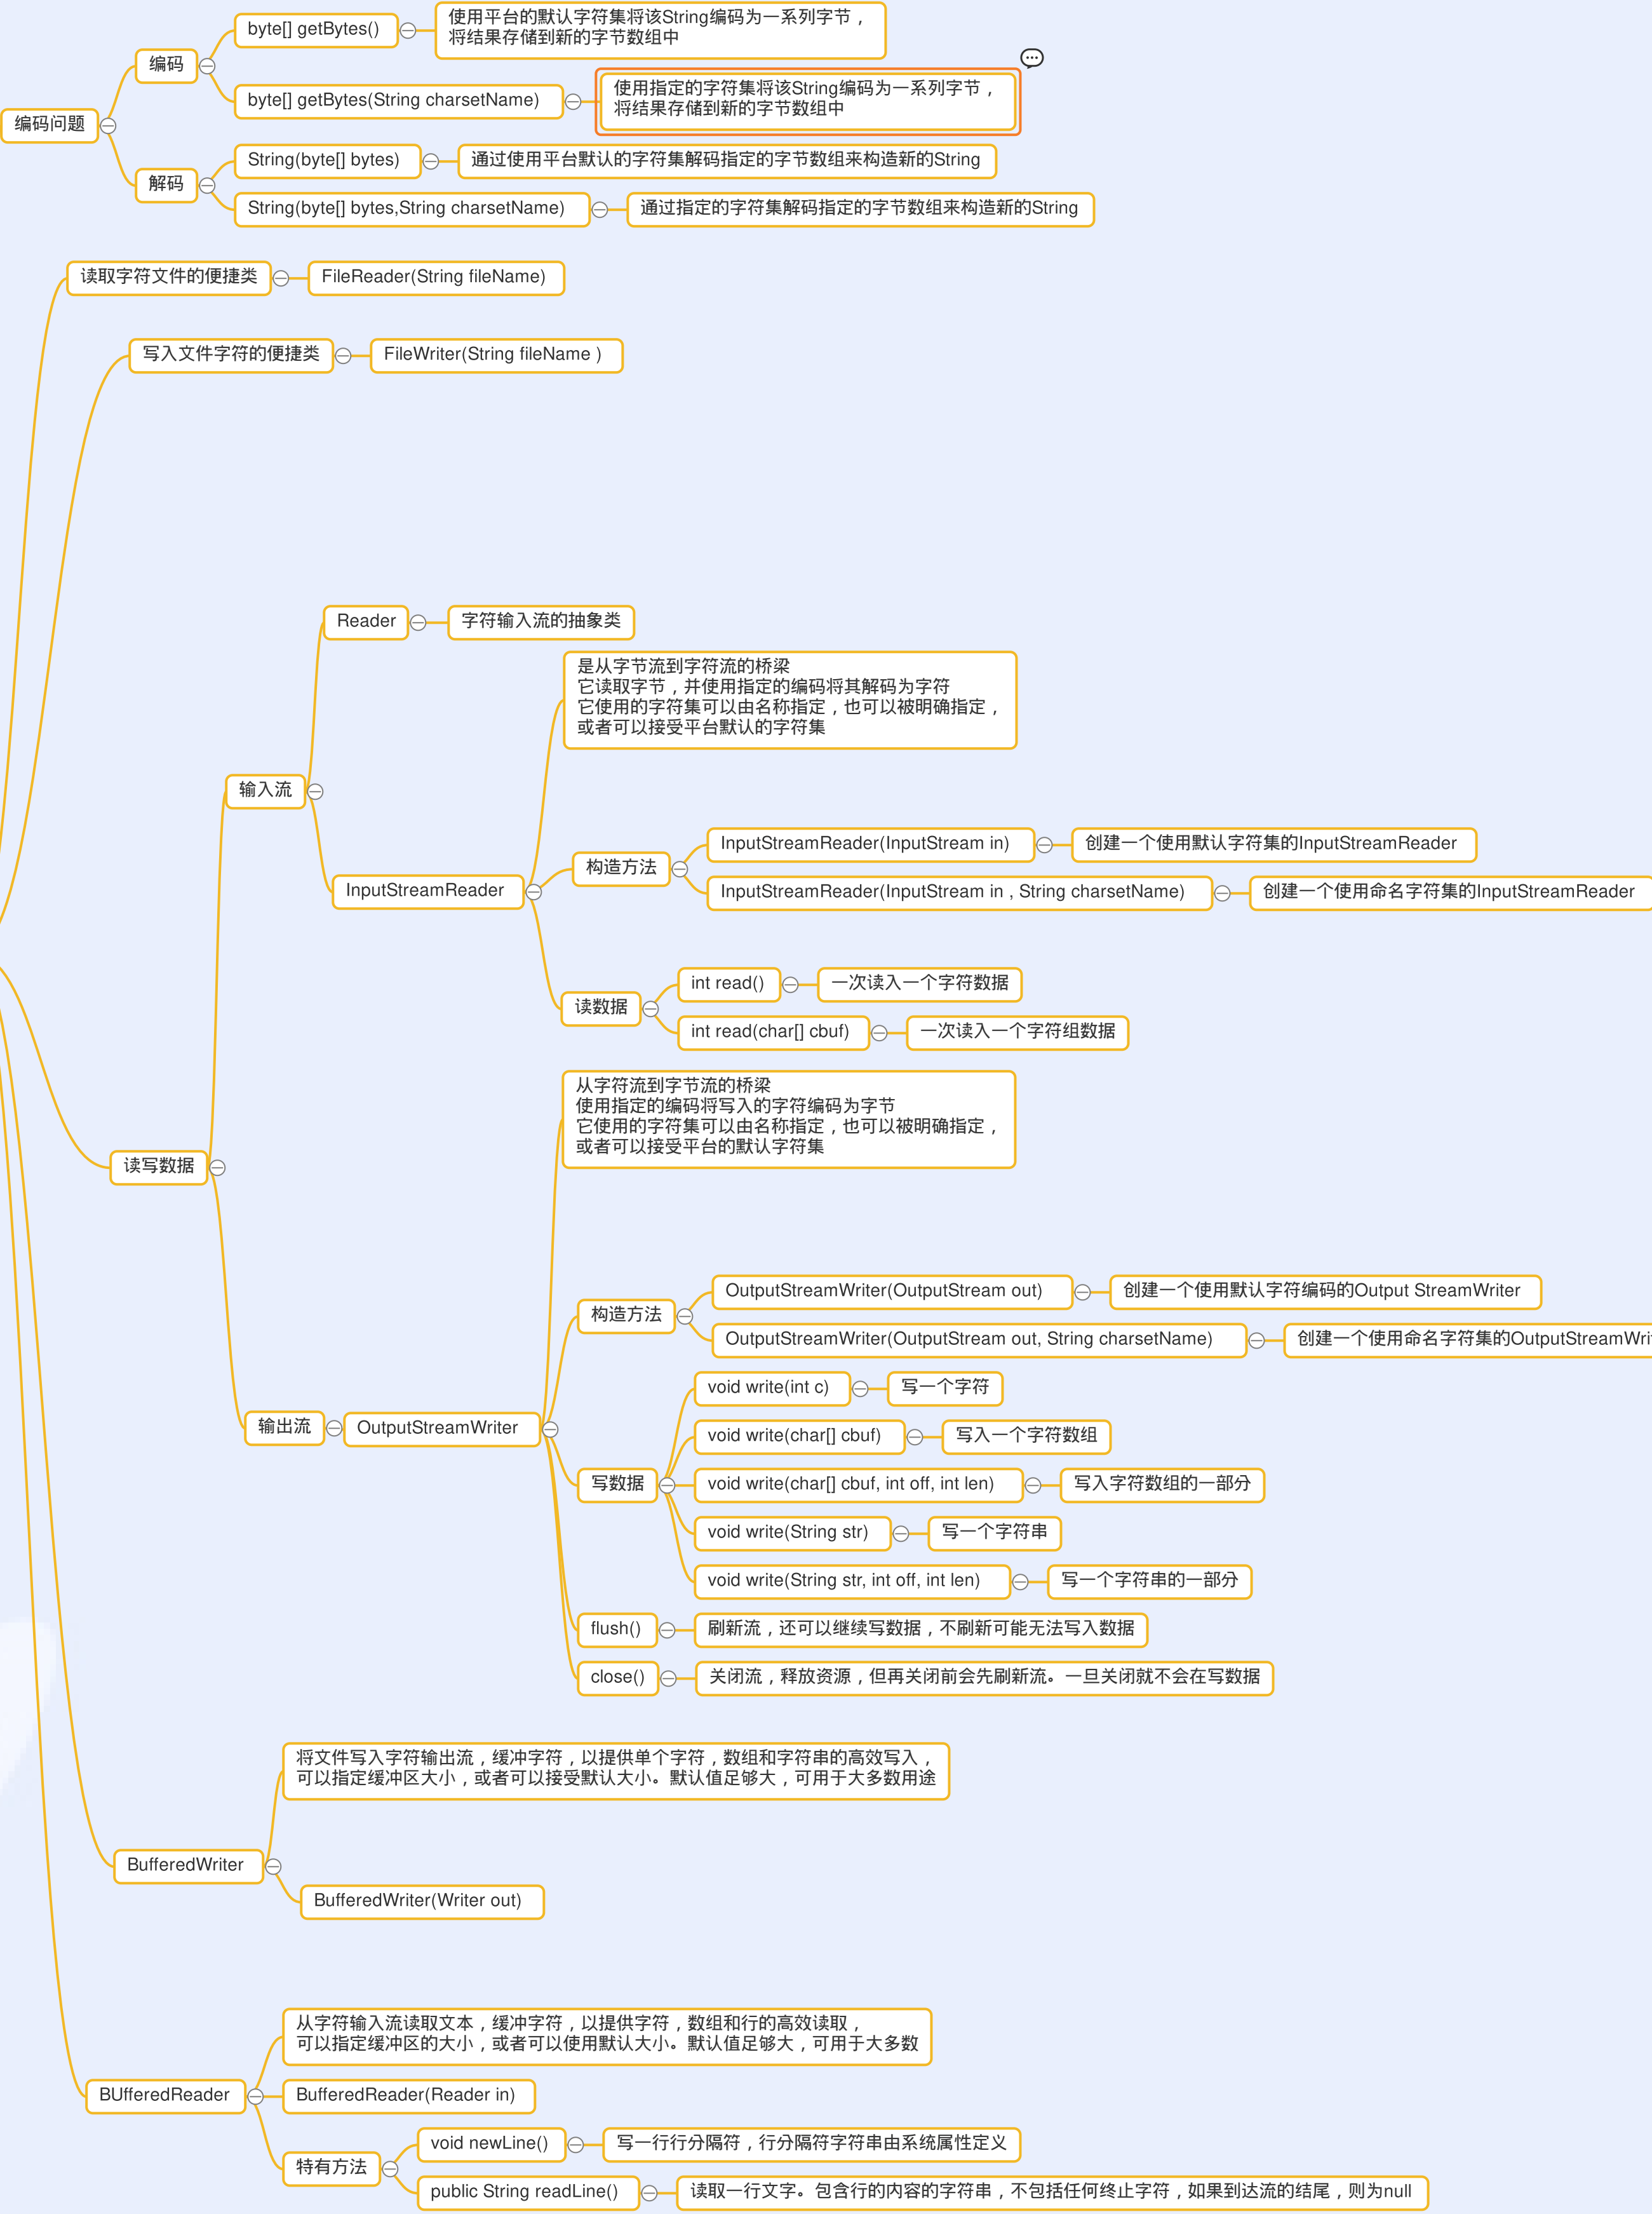 编码问题
编码
byte[] getBytes()
使用平台的默认字符集将该String编码为一系列字节，
将结果存储到新的字节数组中
byte[] getBytes(String charsetName)
使用指定的字符集将该String编码为一系列字节，
将结果存储到新的字节数组中
解码
String(byte[] bytes)
通过使用平台默认的字符集解码指定的字节数组来构造新的String
String(byte[] bytes,String charsetName)
通过指定的字符集解码指定的字节数组来构造新的String
读取字符文件的便捷类
FileReader(String fileName)
写入文件字符的便捷类
FileWriter(String fileName )
读写数据
输入流
Reader
字符输入流的抽象类
InputStreamReader
是从字节流到字符流的桥梁
它读取字节，并使用指定的编码将其解码为字符
它使用的字符集可以由名称指定，也可以被明确指定，
或者可以接受平台默认的字符集
构造方法
InputStreamReader(InputStream in)
创建一个使用默认字符集的InputStreamReader
InputStreamReader(InputStream in , String charsetName)
创建一个使用命名字符集的InputStreamReader
读数据
int read()
一次读入一个字符数据
int read(char[] cbuf)
一次读入一个字符组数据
输出流
OutputStreamWriter
从字符流到字节流的桥梁
使用指定的编码将写入的字符编码为字节
它使用的字符集可以由名称指定，也可以被明确指定，
或者可以接受平台的默认字符集
构造方法
OutputStreamWriter(OutputStream out)
创建一个使用默认字符编码的Output StreamWriter
OutputStreamWriter(OutputStream out, String charsetName)
创建一个使用命名字符集的OutputStreamWri
写数据
void write(int c)
写一个字符
void write(char[] cbuf)
写入一个字符数组
void write(char[] cbuf, int off, int len)
写入字符数组的一部分
void write(String str)
写一个字符串
void write(String str, int off, int len)
写一个字符串的一部分
flush()
刷新流，还可以继续写数据，不刷新可能无法写入数据
close()
关闭流，释放资源，但再关闭前会先刷新流。一旦关闭就不会在写数据
BufferedWriter
将文件写入字符输出流，缓冲字符，以提供单个字符，数组和字符串的高效写入，
可以指定缓冲区大小，或者可以接受默认大小。默认值足够大，可用于大多数用途
BufferedWriter(Writer out)
BUfferedReader
从字符输入流读取文本，缓冲字符，以提供字符，数组和行的高效读取，
可以指定缓冲区的大小，或者可以使用默认大小。默认值足够大，可用于大多数
BufferedReader(Reader in)
特有方法
void newLine()
写一行行分隔符，行分隔符字符串由系统属性定义
public String readLine()
读取一行文字。包含行的内容的字符串，不包括任何终止字符，如果到达流的结尾，则为null